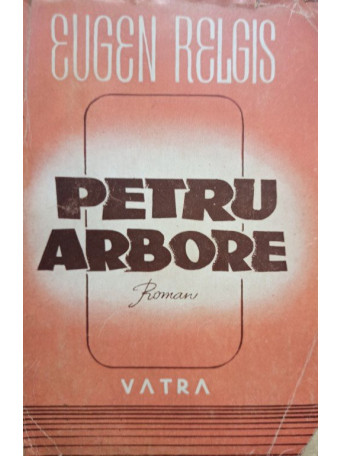 EUGEN RELGIS
PETRU
ARBORE
Roman
VATRA